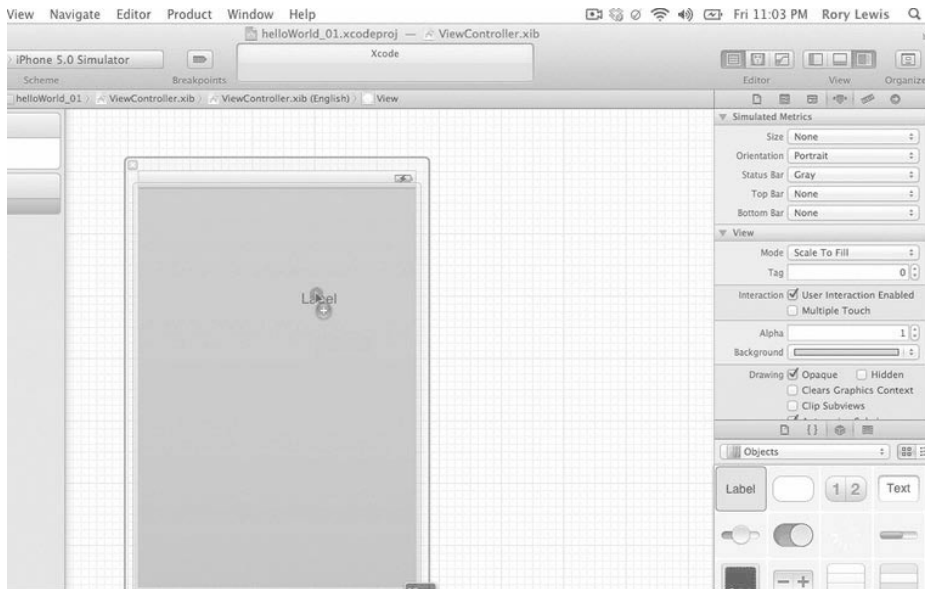 View Navigate Editor Product Window Help Fri 11:03 PM Rory Lewis
helloWorld_01.xcodeproj — ViewController.xib
iPhone 5.0 Simulator
Xcode
Scheme Breakpoints Editor View Organize
helloWorld_01 ViewController.xib ViewController.xib (English) View
Simulated Metrics
Size None
Orientation Portrait
Status Bar Gray
Top Bar None
Bottom Bar None
View
Mode Scale To Fill
Tag 0
Label
Interaction User Interaction Enabled
Multiple Touch
Alpha 1
Background
Drawing Opaque Hidden
Clears Graphics Context
Clip Subviews
{}
Objects
Label 1 2 Text